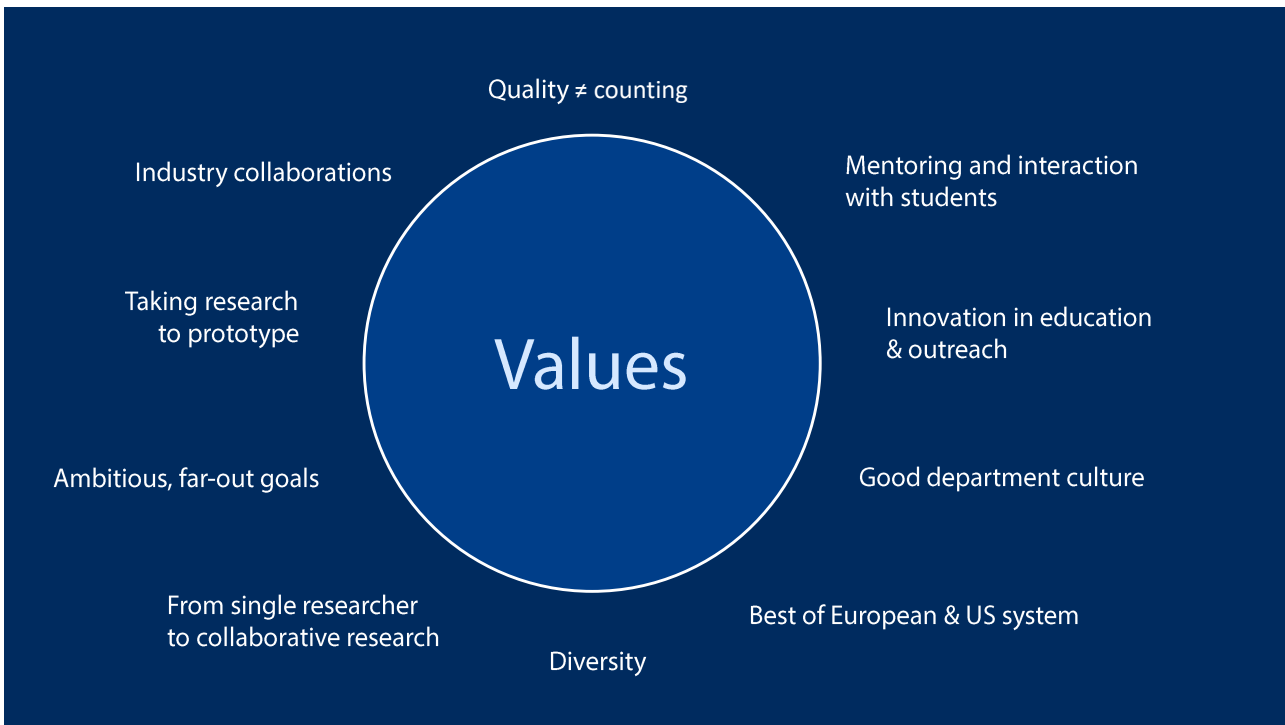 Quality ≠ counting
Industry collaborations
Mentoring and interaction
with students
Taking research
to prototype
Innovation in education
& outreach
Values
Ambitious, far-out goals
Good department culture
From single researcher
to collaborative research
Best of European & US system
Diversity